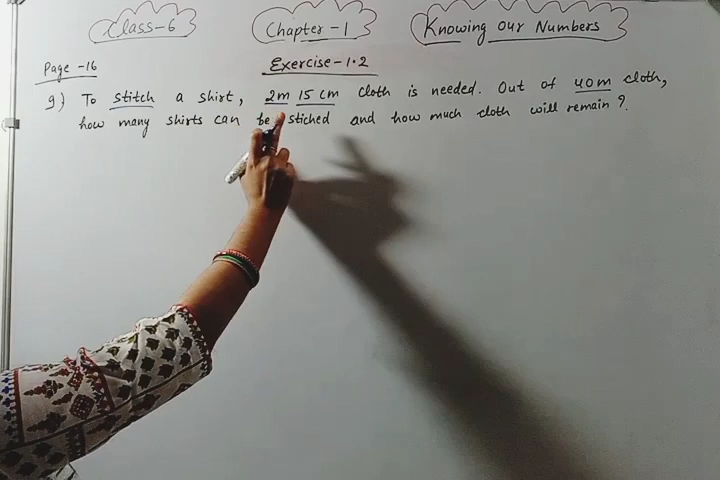 Class-6 Chapter-1 Knowing Our Numbers
Page-16 Exercise-1.2
9) To stitch a shirt, 2m 15 cm cloth is needed. Out of 40m cloth,
how many shirts can be stiched and how much cloth will remain ?